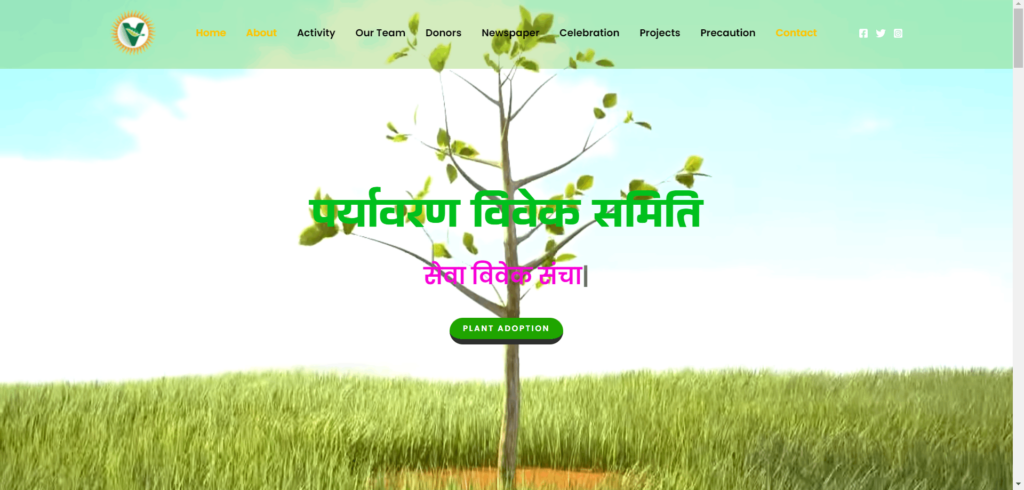 Home About Activity Our Team Donors Newspaper Celebration Projects Precaution Contact
पर्यावरण विवेक समिति
सेवा विवेक संचा|
PLANT ADOPTION